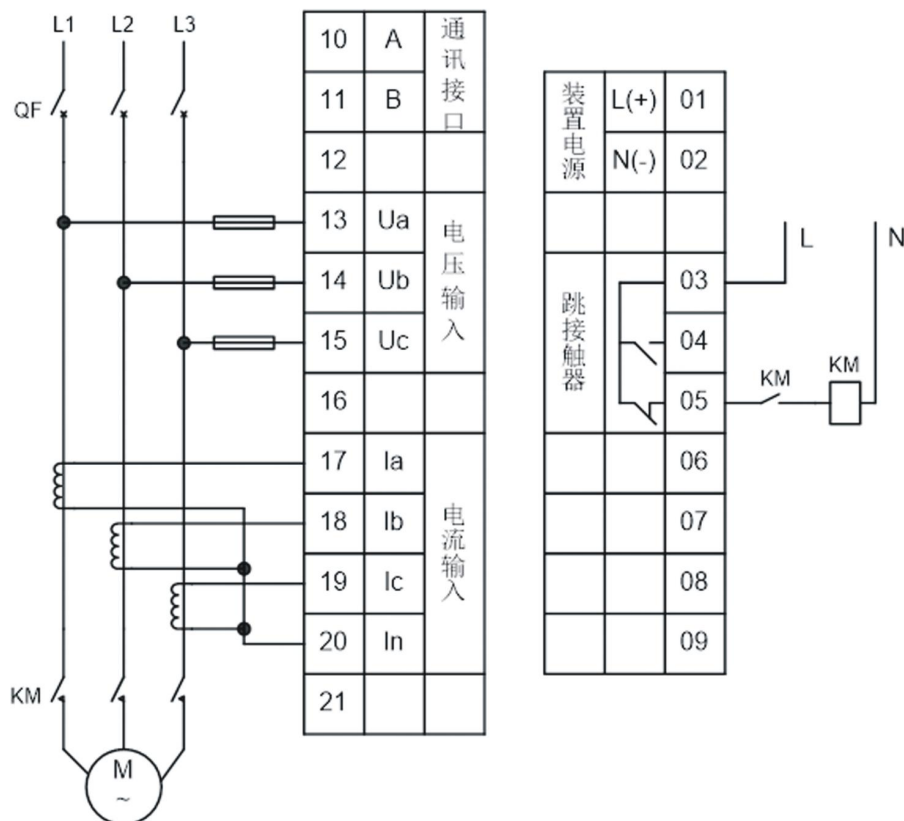 L1 L2 L3
QF
10 A
11 B
通讯接口
12
13 Ua
14 Ub
15 Uc
电压输入
16
17 Ia
18 Ib
19 Ic
20 In
电流输入
21
KM
M
~
装置电源
L(+) 01
N(-) 02
L N
跳接触器
03
04
05
KM KM
06
07
08
09